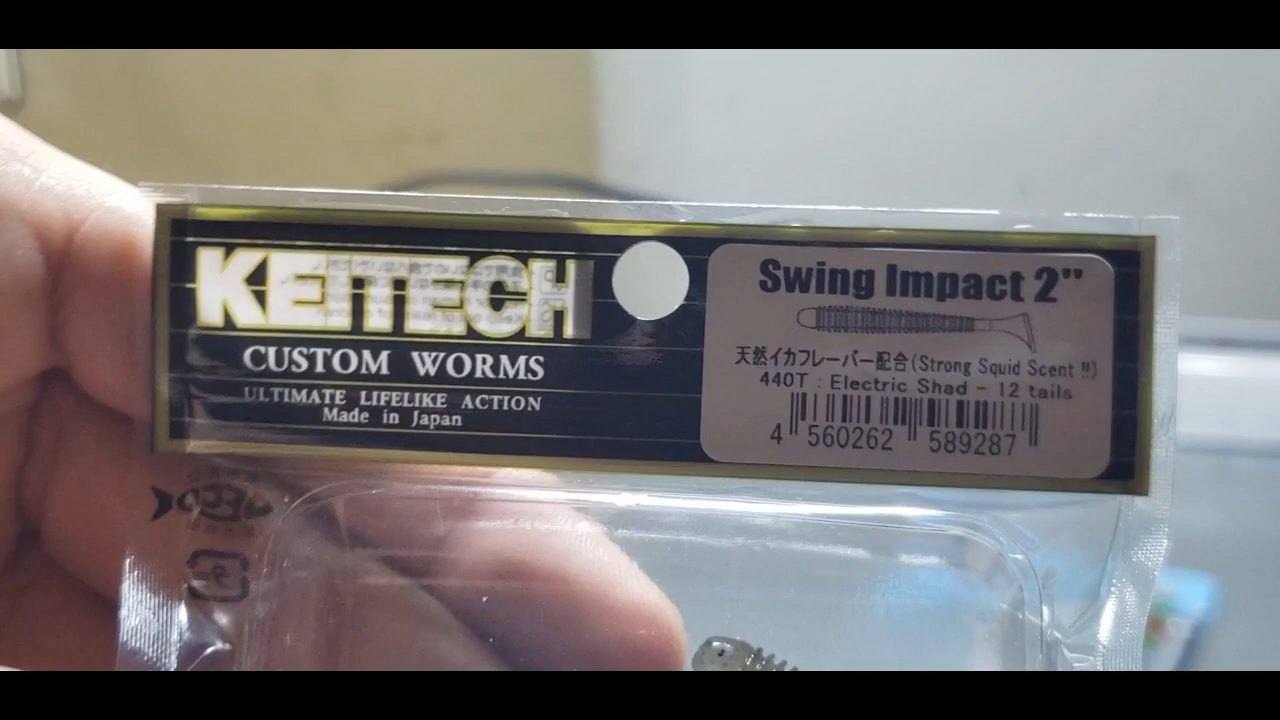 KEITECH
CUSTOM WORMS
ULTIMATE LIFELIKE ACTION
Made in Japan
Swing Impact 2"
天然イカフレーバー配合(Strong Squid Scent !!)
440T : Electric Shad - 12 tails
4 560262 589287